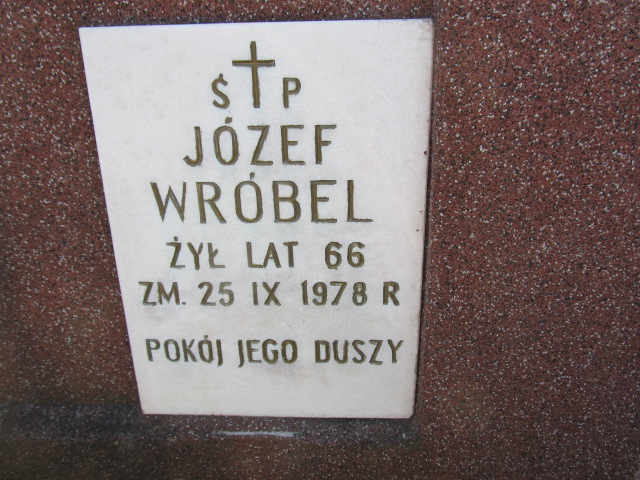 Ś P
JÓZEF
WRÓBEL
ŻYŁ LAT 66
ZM. 25 IX 1978 R
POKÓJ JEGO DUSZY